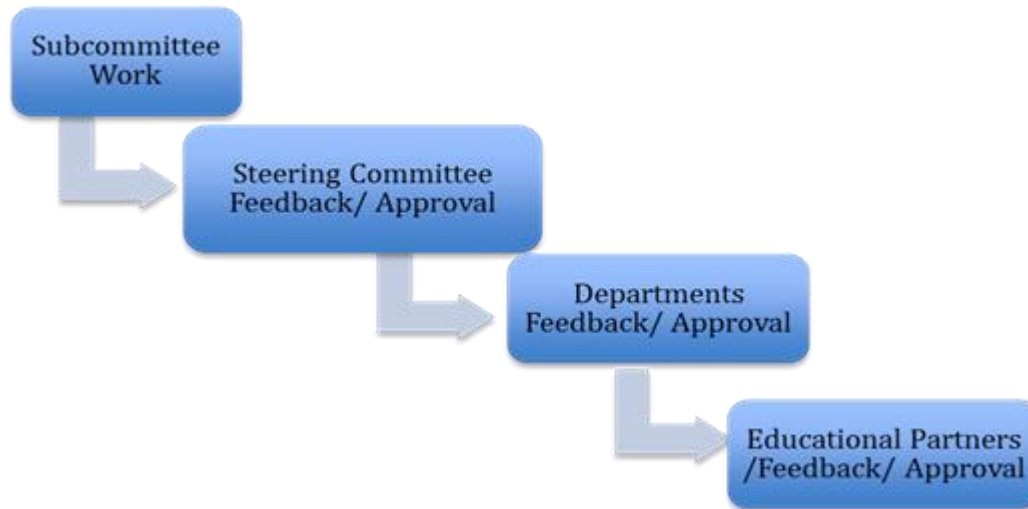 Subcommittee
Work
Steering Committee
Feedback/ Approval
Departments
Feedback/ Approval
Educational Partners
/Feedback/ Approval